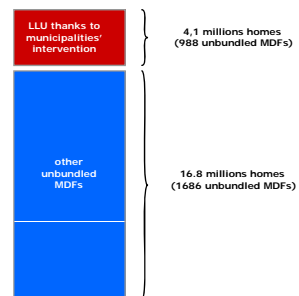 LLU thanks to
municipalities'
intervention
4,1 millions homes
(988 unbundled MDFs)
other
unbundled
MDFs
16.8 millions homes
(1686 unbundled MDFs)